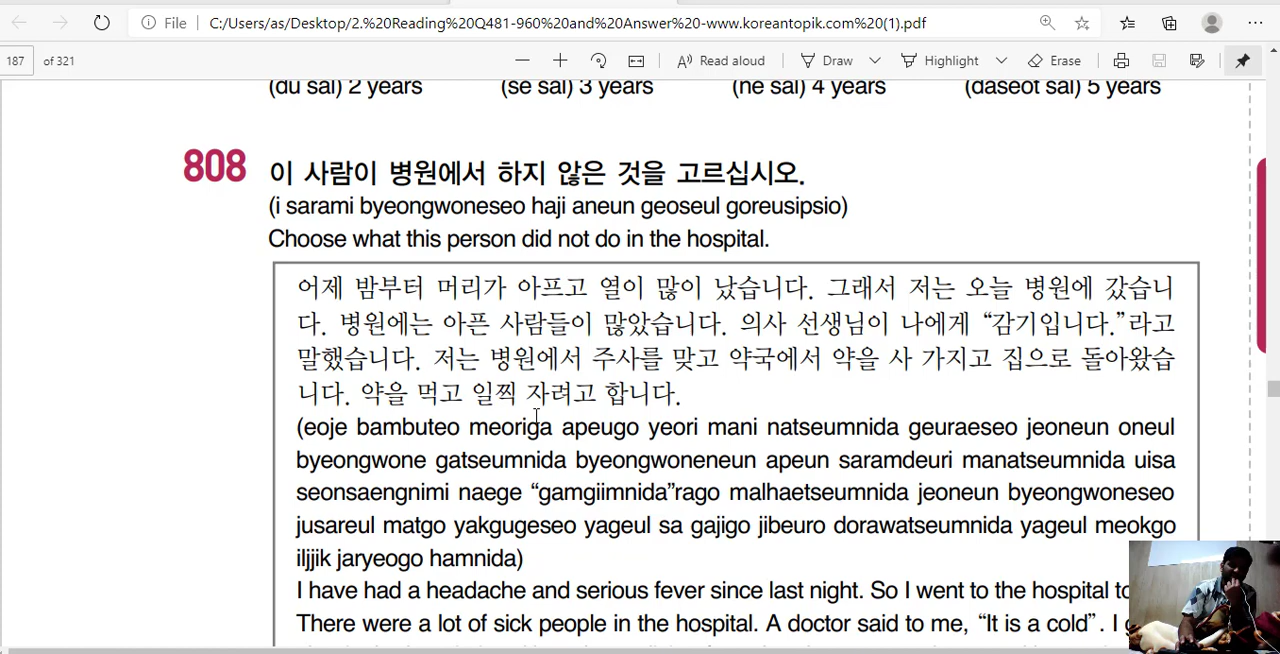 File
C:/Users/as/Desktop/2.%20Reading%20Q481-960%20and%20Answer%20-www.koreantopik.com%20(1).pdf
187 of 321
Read aloud
Draw
Highlight
Erase
(du sal) 2 years (se sal) 3 years (ne sal) 4 years (daseot sal) 5 years
808 이 사람이 병원에서 하지 않은 것을 고르십시오.
(i sarami byeongwoneseo haji aneun geoseul goreusipsio)
Choose what this person did not do in the hospital.
어제 밤부터 머리가 아프고 열이 많이 났습니다. 그래서 저는 오늘 병원에 갔습니
다. 병원에는 아픈 사람들이 많았습니다. 의사 선생님이 나에게 “감기입니다.”라고
말했습니다. 저는 병원에서 주사를 맞고 약국에서 약을 사 가지고 집으로 돌아왔습
니다. 약을 먹고 일찍 자려고 합니다.
(eoje bambuteo meoriga apeugo yeori mani natseumnida geuraeseo jeoneun oneul
byeongwone gatseumnida byeongwoneneun apeun saramdeuri manatseumnida uisa
seonsaengnimi naege “gamgiimnida”rago malhaetseumnida jeoneun byeongwoneseo
jusareul matgo yakgugeseo yageul sa gajigo jibeuro dorawatseumnida yageul meokgo
iljjik jaryeogo hamnida)
I have had a headache and serious fever since last night. So I went to the hospital
There were a lot of sick people in the hospital. A doctor said to me, “It is a cold”. I